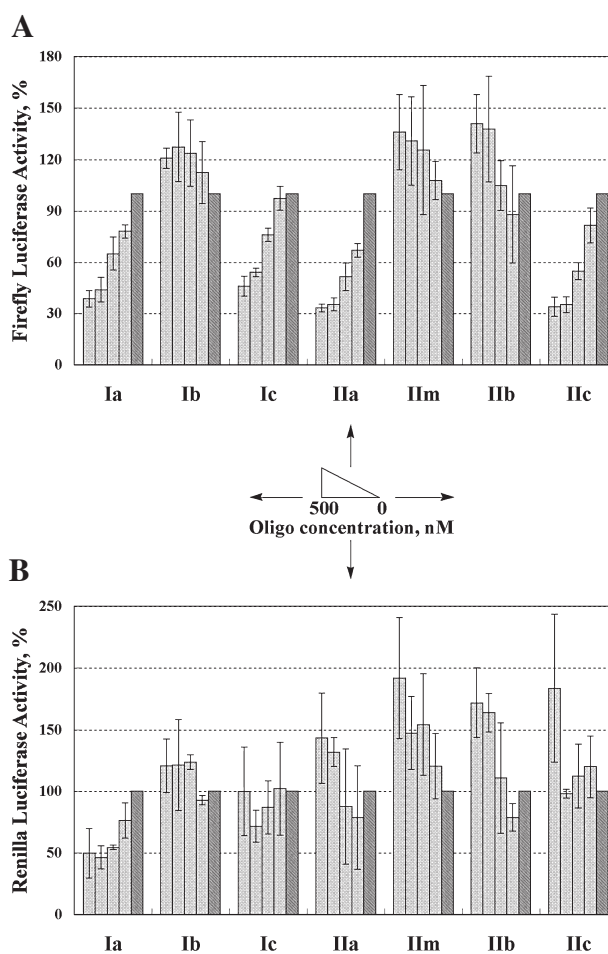 A
Firefly Luciferase Activity, %
180
150
120
90
60
30
0
Ia Ib Ic IIa IIm IIb IIc
500 0
Oligo concentration, nM
B
Renilla Luciferase Activity, %
250
200
150
100
50
0
Ia Ib Ic IIa IIm IIb IIc